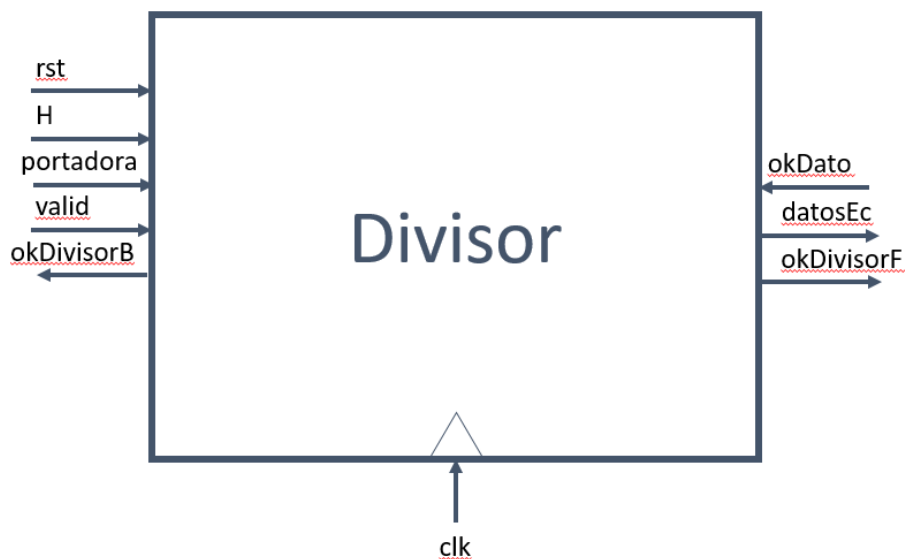 rst
H
portadora
valid
okDivisorB
Divisor
okDato
datosEc
okDivisorF
clk